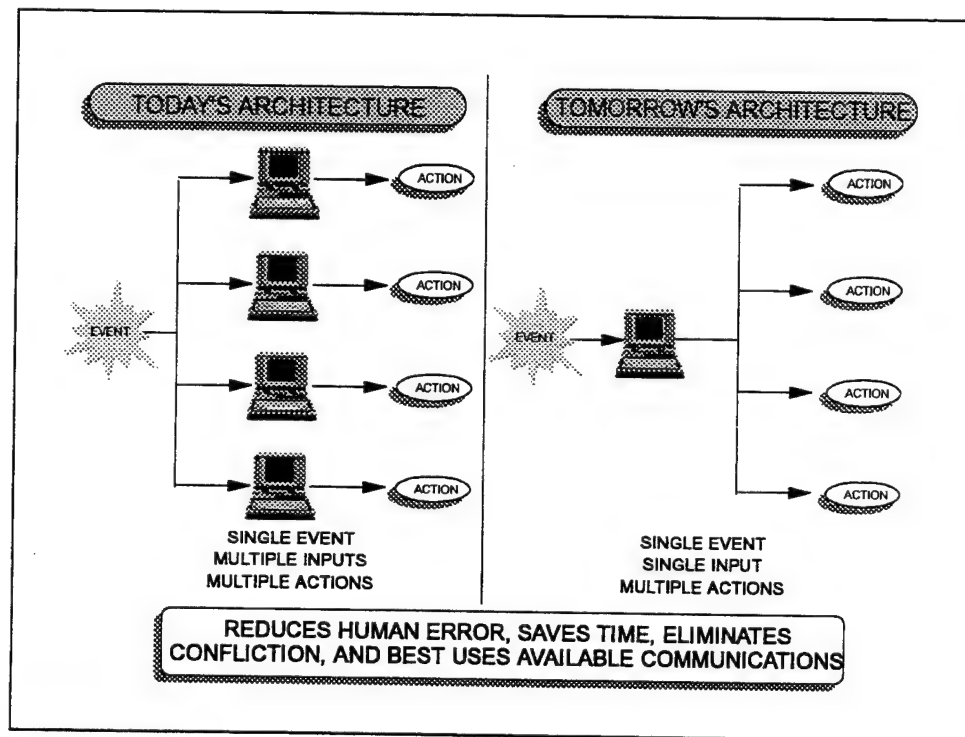 TODAY'S ARCHITECTURE
EVENT
ACTION
ACTION
ACTION
ACTION
SINGLE EVENT
MULTIPLE INPUTS
MULTIPLE ACTIONS
TOMORROW'S ARCHITECTURE
EVENT
ACTION
ACTION
ACTION
ACTION
SINGLE EVENT
SINGLE INPUT
MULTIPLE ACTIONS
REDUCES HUMAN ERROR, SAVES TIME, ELIMINATES
CONFLICTION, AND BEST USES AVAILABLE COMMUNICATIONS